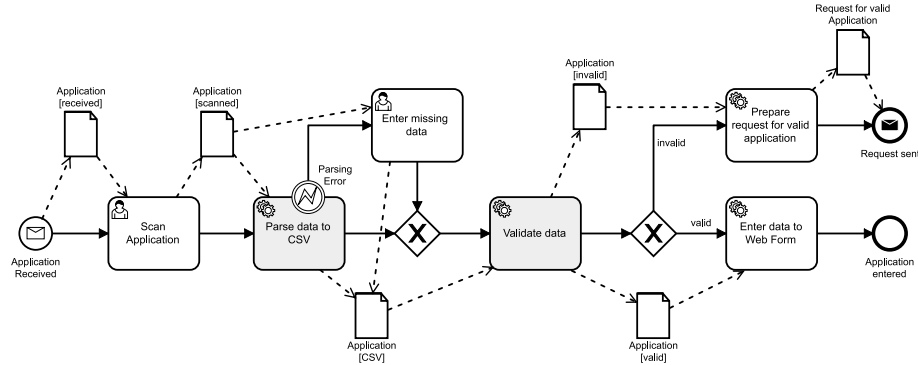 Request for valid
Application
Application
[received]
Application
[scanned]
Application
[invalid]
Enter missing
data
Prepare
request for valid
application
Request sent
Parsing
Error
invalid
Scan
Application
Parse data to
CSV
X
Validate data
X
valid
Enter data to
Web Form
Application
Received
Application
entered
Application
[CSV]
Application
[valid]